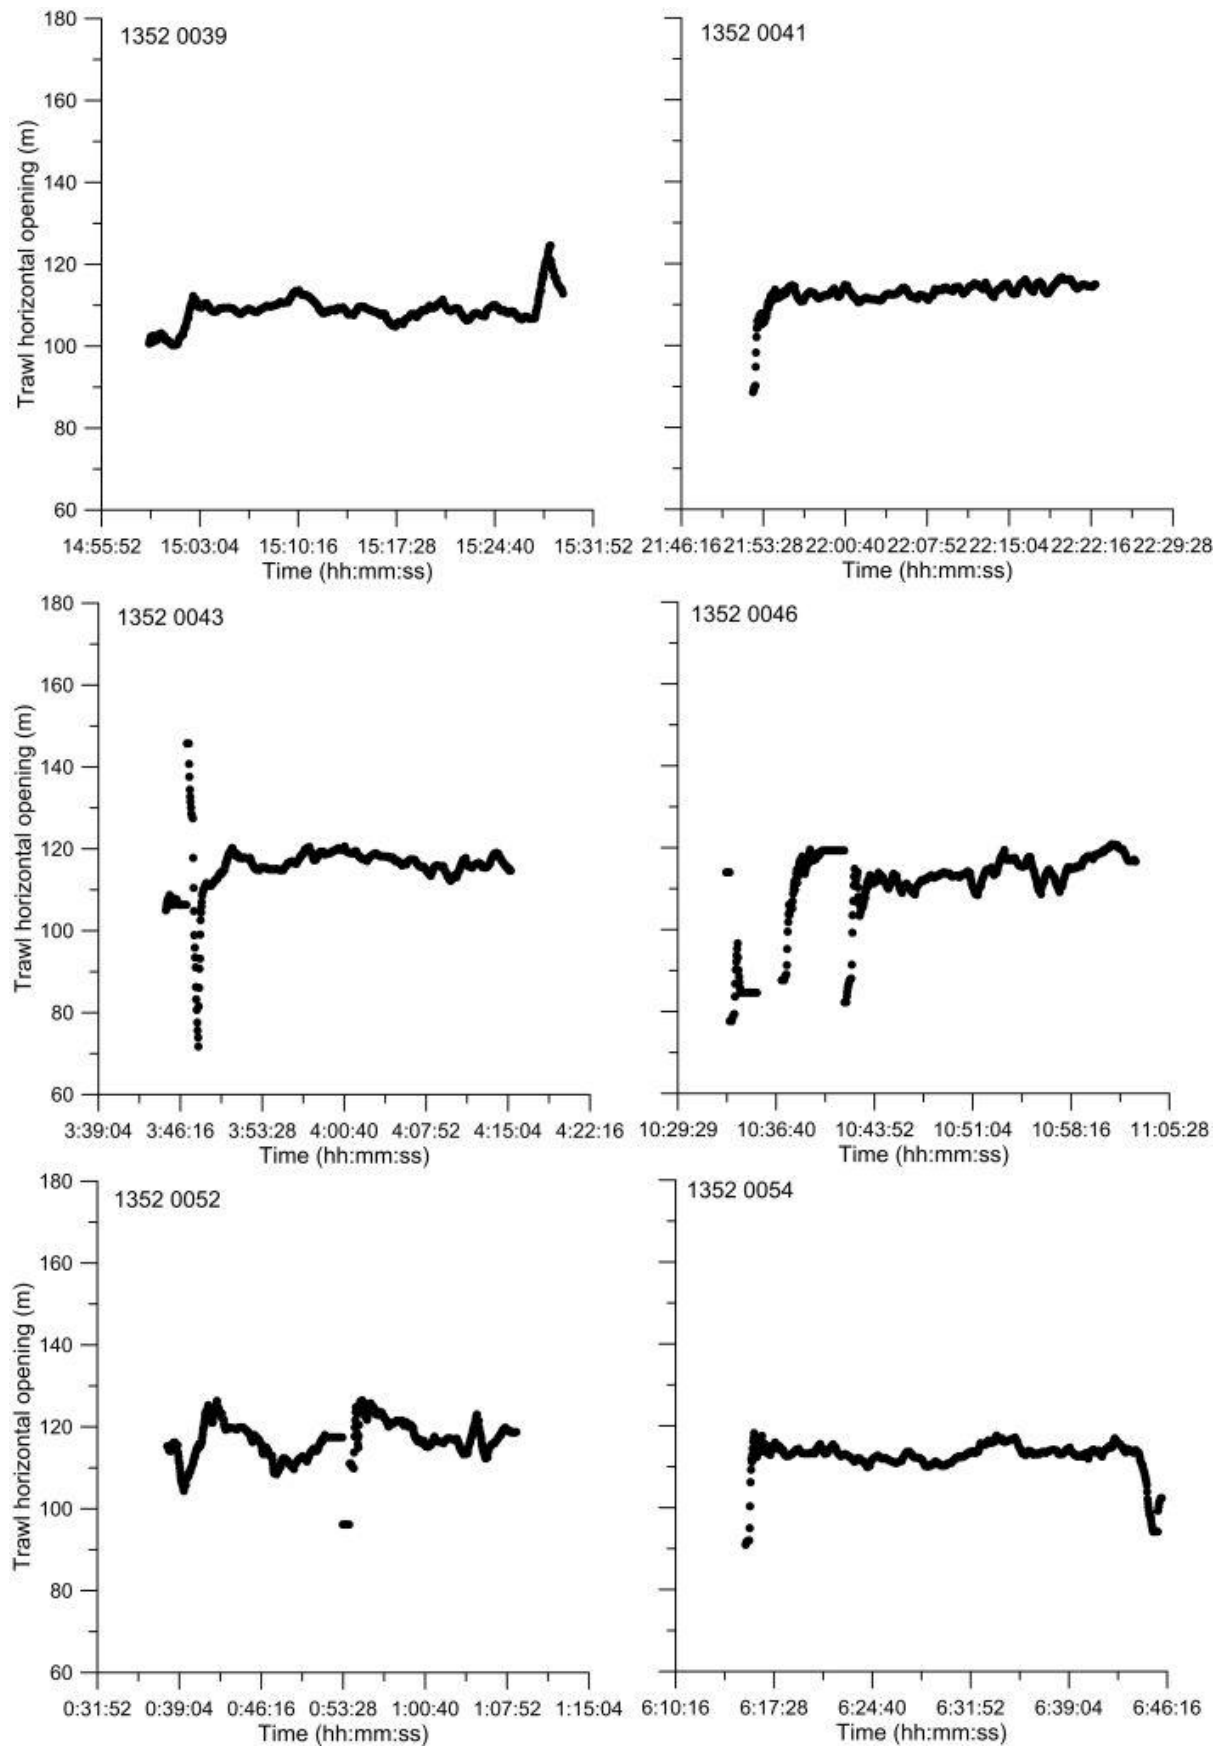 180
160
140
120
100
80
60
Trawl horizontal opening (m)
1352 0039
14:55:52 15:03:04 15:10:16 15:17:28 15:24:40 15:31:52
Time (hh:mm:ss)
1352 0041
21:46:16 21:53:28 22:00:40 22:07:52 22:15:04 22:22:16 22:29:28
Time (hh:mm:ss)
180
160
140
120
100
80
60
Trawl horizontal opening (m)
1352 0043
3:39:04 3:46:16 3:53:28 4:00:40 4:07:52 4:15:04 4:22:16
Time (hh:mm:ss)
1352 0046
10:29:29 10:36:40 10:43:52 10:51:04 10:58:16 11:05:28
Time (hh:mm:ss)
180
160
140
120
100
80
60
Trawl horizontal opening (m)
1352 0052
0:31:52 0:39:04 0:46:16 0:53:28 1:00:40 1:07:52 1:15:04
Time (hh:mm:ss)
1352 0054
6:10:16 6:17:28 6:24:40 6:31:52 6:39:04 6:46:16
Time (hh:mm:ss)